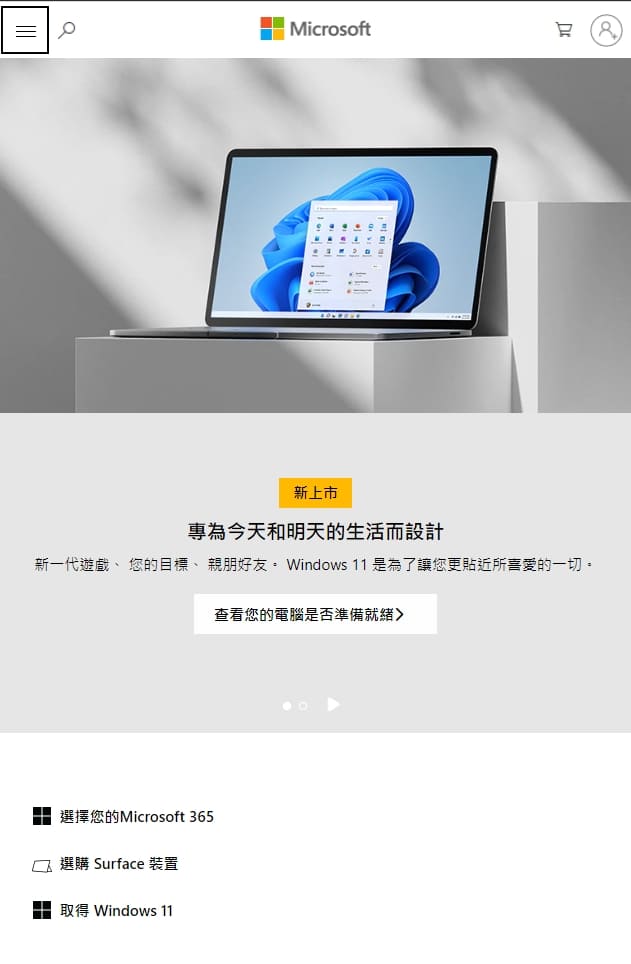 Microsoft
新上市
專為今天和明天的生活而設計
新一代遊戲、 您的目標、 親朋好友。 Windows 11 是為了讓您更貼近所喜愛的一切。
查看您的電腦是否準備就緒
選擇您的Microsoft 365
選購 Surface 裝置
取得 Windows 11